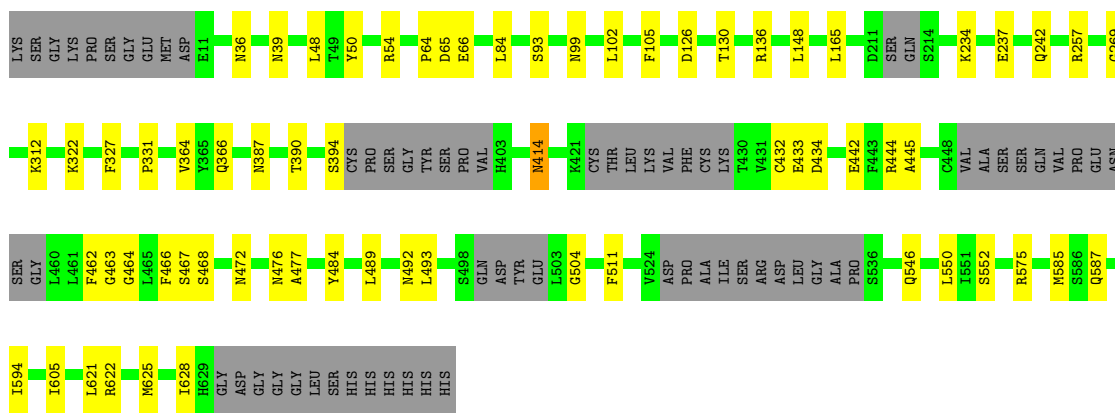 LYS SER GLY LYS PRO SER GLY GLU MET ASP E11 N36 N39 L48 T49 Y50 R54 P64 D65 E66 L84 S93 N99 L102 F105 D126 T130 R136 L148 L165 D211 SER GLN S214 K234 E237 Q242 R257 G269
K312 K322 F327 P331 V364 Y365 Q366 N387 T390 S394 CYS PRO SER GLY TYR SER PRO VAL H403 N414 K421 CYS THR LEU LYS VAL PHE CYS LYS T430 V431 C432 E433 D434 E442 F443 R444 A445 C448 VAL ALA SER SER GLN VAL PRO GLU ASN
SER GLY L460 L461 F462 G463 G464 L465 F466 S467 S468 N472 N476 A477 Y484 L489 N492 L493 S498 GLN ASP TYR GLU L503 G504 F511 V524 ASP PRO ALA ILE SER ARG ASP LEU GLY ALA PRO S536 Q546 L550 I551 S552 R575 M585 S586 Q587
I594 I605 L621 R622 M625 I628 H629 GLY ASP GLY GLY GLY LEU SER HIS HIS HIS HIS HIS HIS